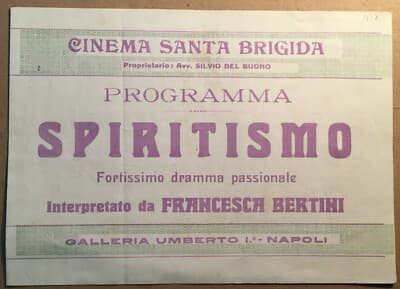 CINEMA SANTA BRIGIDA
Proprietario: Avv. SILVIO DEL BUONO
PROGRAMMA
SPIRITISMO
Fortissimo dramma passionale
Interpretato da FRANCESCA BERTINI
GALLERIA UMBERTO I.º - NAPOLI